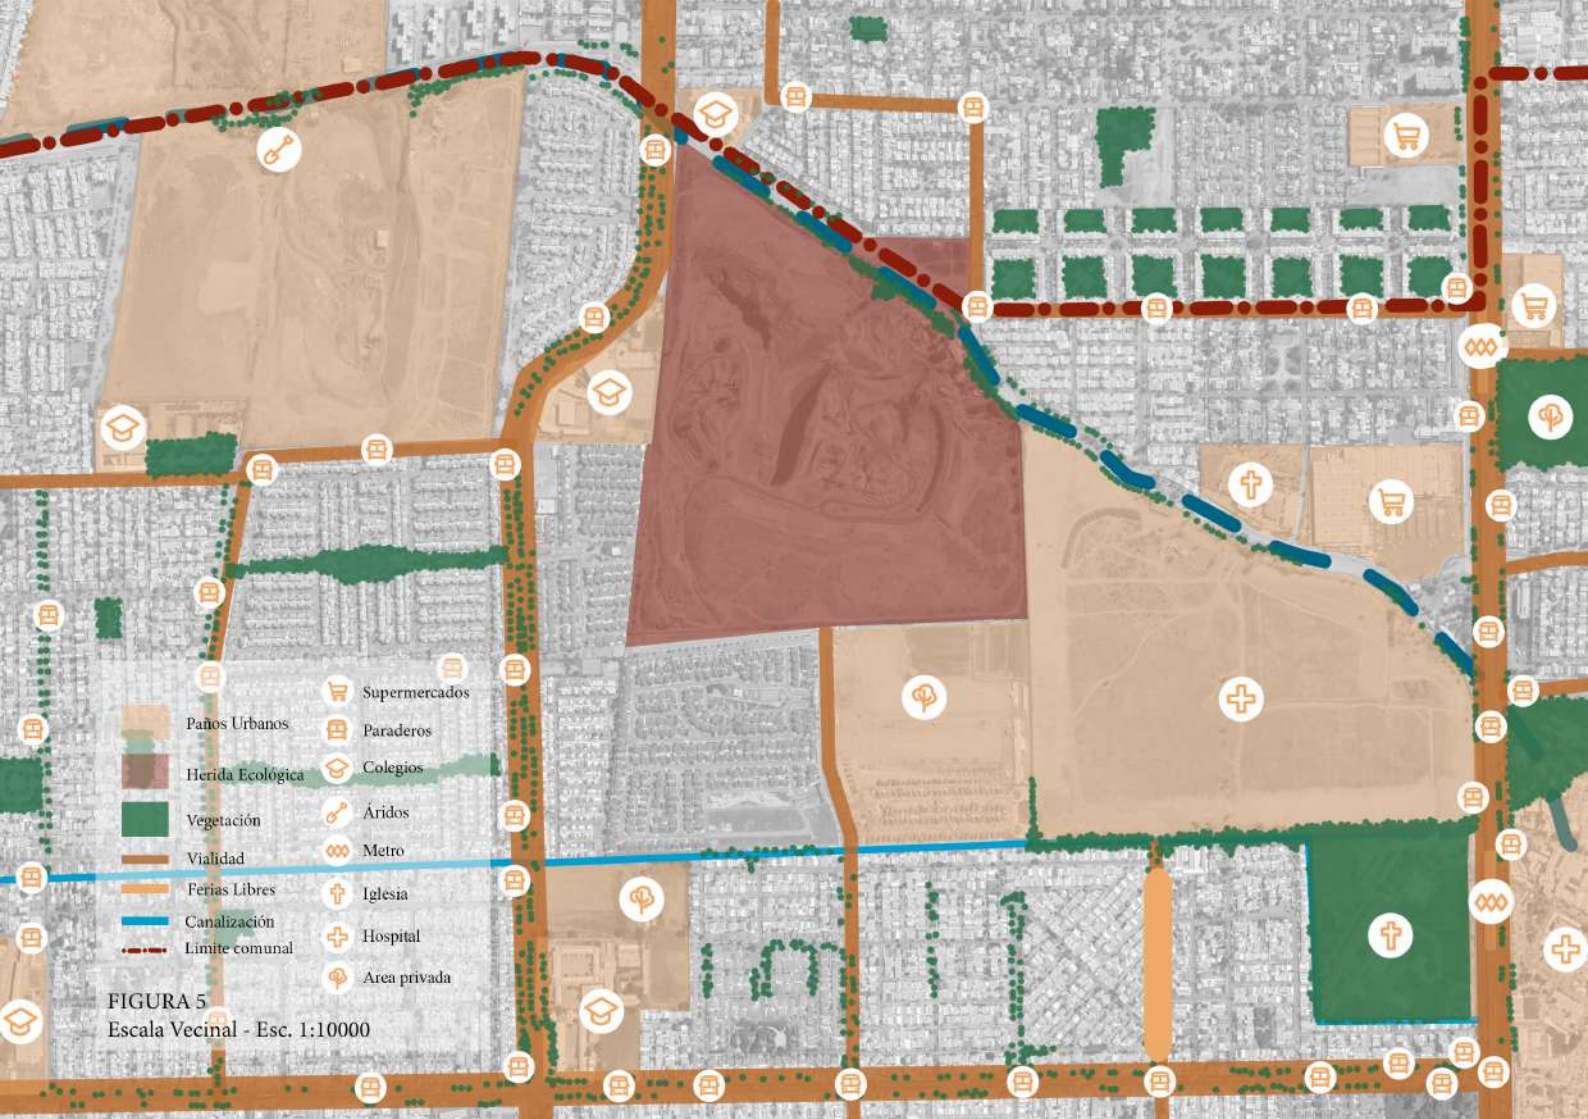 Paños Urbanos
Herida Ecológica
Vegetación
Vialidad
Ferias Libres
Canalización
Limite comunal
Supermercados
Paraderos
Colegios
Áridos
Metro
Iglesia
Hospital
Area privada
FIGURA 5
Escala Vecinal - Esc. 1:10000